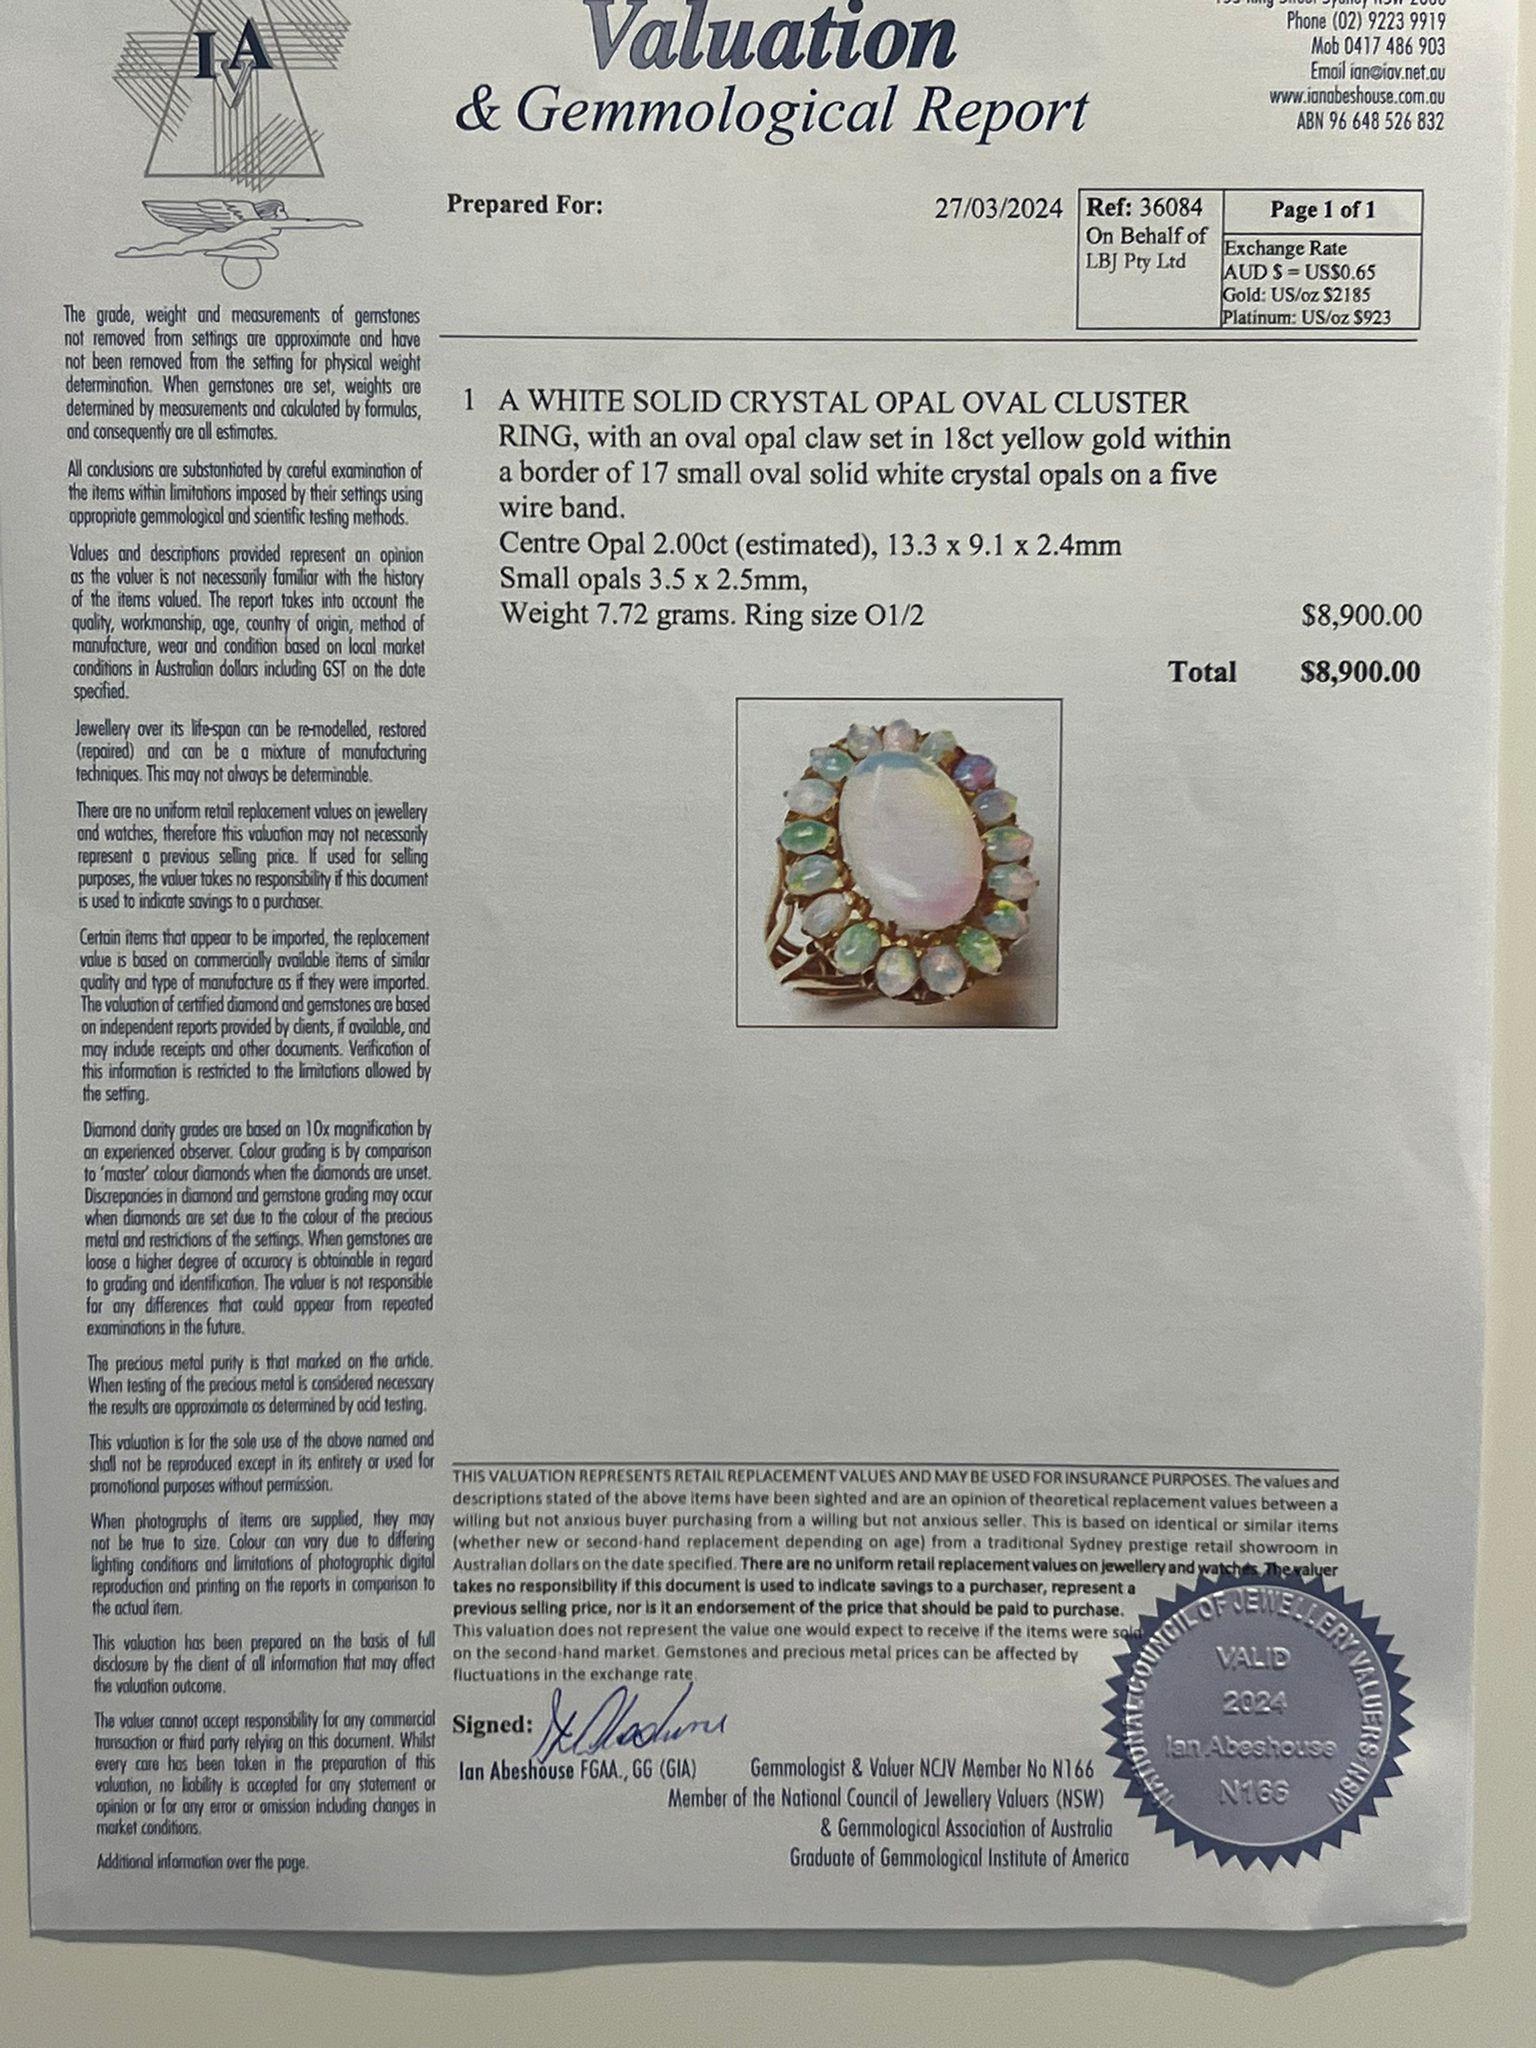 IVA
Valuation
& Gemmological Report
Phone (02) 9223 9919
Mob 0417 486 903
Email ian@iav.net.au
www.ianabeshouse.com.au
ABN 96 648 526 832
Prepared For:
27/03/2024
Ref: 36084
On Behalf of
LBJ Pty Ltd
Page 1 of 1
Exchange Rate
AUD $ = US$0.65
Gold: US/oz $2185
Platinum: US/oz $923
The grade, weight and measurements of gemstones
not removed from settings are approximate and have
not been removed from the setting for physical weight
determination. When gemstones are set, weights are
determined by measurements and calculated by formulas,
and consequently are all estimates.
All conclusions are substantiated by careful examination of
the items within limitations imposed by their settings using
appropriate gemmological and scientific testing methods.
Values and descriptions provided represent an opinion
as the valuer is not necessarily familiar with the history
of the items valued. The report takes into account the
quality, workmanship, age, country of origin, method of
manufacture, wear and condition based on local market
conditions in Australian dollars including GST on the date
specified.
Jewellery over its life-span can be re-modelled, restored
(repaired) and can be a mixture of manufacturing
techniques. This may not always be determinable.
There are no uniform retail replacement values on jewellery
and watches, therefore this valuation may not necessarily
represent a previous selling price. If used for selling
purposes, the valuer takes no responsibility if this document
is used to indicate savings to a purchaser.
Certain items that appear to be imported, the replacement
value is based on commercially available items of similar
quality and type of manufacture as if they were imported.
The valuation of certified diamond and gemstones are based
on independent reports provided by clients, if available, and
may include receipts and other documents. Verification of
this information is restricted to the limitations allowed by
the setting.
Diamond clarity grades are based on 10x magnification by
an experienced observer. Colour grading is by comparison
to 'master' colour diamonds when the diamonds are unset.
Discrepancies in diamond and gemstone grading may occur
when diamonds are set due to the colour of the precious
metal and restrictions of the settings. When gemstones are
loose a higher degree of accuracy is obtainable in regard
to grading and identification. The valuer is not responsible
for any differences that could appear from repeated
examinations in the future.
The precious metal purity is that marked on the article.
When testing of the precious metal is considered necessary
the results are approximate as determined by acid testing.
This valuation is for the sole use of the above named and
shall not be reproduced except in its entirety or used for
promotional purposes without permission.
When photographs of items are supplied, they may
not be true to size. Colour can vary due to differing
lighting conditions and limitations of photographic digital
reproduction and printing on the reports in comparison to
the actual item.
This valuation has been prepared on the basis of full
disclosure by the client of all information that may affect
the valuation outcome.
The valuer cannot accept responsibility for any commercial
transaction or third party relying on this document. Whilst
every care has been taken in the preparation of this
valuation, no liability is accepted for any statement or
opinion or for any error or omission including changes in
market conditions.
Additional information over the page.
1 A WHITE SOLID CRYSTAL OPAL OVAL CLUSTER
RING, with an oval opal claw set in 18ct yellow gold within
a border of 17 small oval solid white crystal opals on a five
wire band.
Centre Opal 2.00ct (estimated), 13.3 x 9.1 x 2.4mm
Small opals 3.5 x 2.5mm,
Weight 7.72 grams. Ring size O1/2 $8,900.00
Total $8,900.00
THIS VALUATION REPRESENTS RETAIL REPLACEMENT VALUES AND MAY BE USED FOR INSURANCE PURPOSES. The values and
descriptions stated of the above items have been sighted and are an opinion of theoretical replacement values between a
willing but not anxious buyer purchasing from a willing but not anxious seller. This is based on identical or similar items
(whether new or second-hand replacement depending on age) from a traditional Sydney prestige retail showroom in
Australian dollars on the date specified. There are no uniform retail replacement values on jewellery and watches. The valuer
takes no responsibility if this document is used to indicate savings to a purchaser, represent a
previous selling price, nor is it an endorsement of the price that should be paid to purchase.
This valuation does not represent the value one would expect to receive if the items were sold
on the second-hand market. Gemstones and precious metal prices can be affected by
fluctuations in the exchange rate.
Signed:
Ian Abeshouse FGAA., GG (GIA)
Gemmologist & Valuer NCJV Member No N166
Member of the National Council of Jewellery Valuers (NSW)
& Gemmological Association of Australia
Graduate of Gemmological Institute of America
NATIONAL COUNCIL OF JEWELLERY VALUERS NSW
VALID
2024
Ian Abeshouse
N166